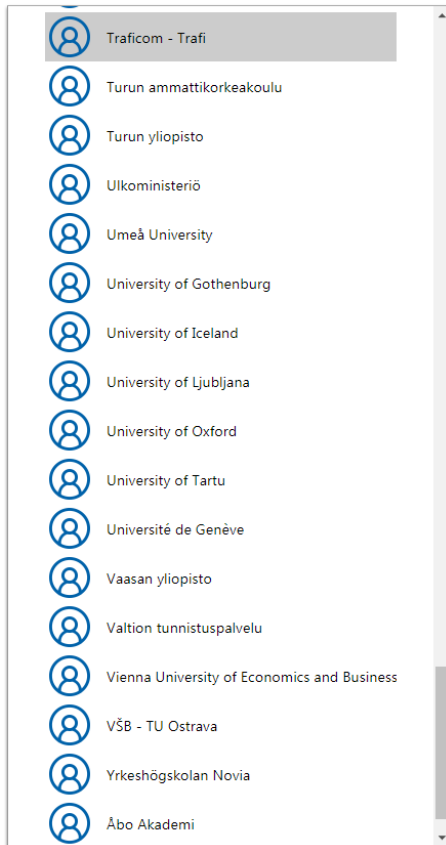 Traficom - Trafi
Turun ammattikorkeakoulu
Turun yliopisto
Ulkoministeriö
Umeå University
University of Gothenburg
University of Iceland
University of Ljubljana
University of Oxford
University of Tartu
Université de Genève
Vaasan yliopisto
Valtion tunnistuspalvelu
Vienna University of Economics and Business
VŠB - TU Ostrava
Yrkeshögskolan Novia
Åbo Akademi